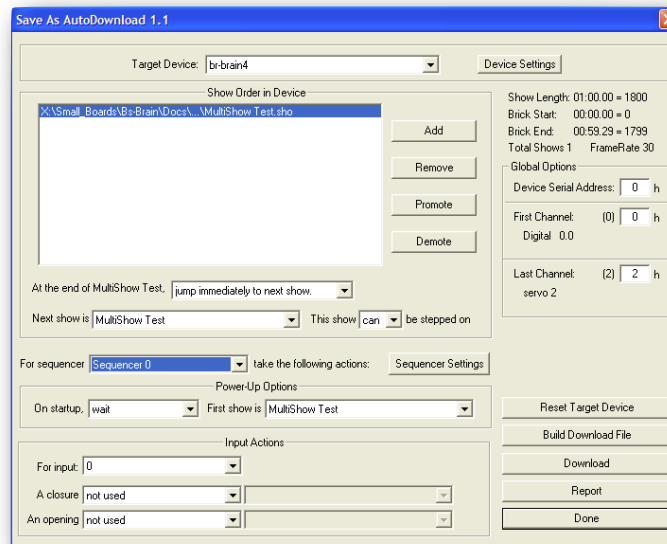 Save As AutoDownload 1.1
Target Device: br-brain4 Device Settings
Show Order in Device
X:\Small_Boards\Bs-Brain\Docs\...\MultiShow Test.sho
Add
Remove
Promote
Demote
At the end of MultiShow Test, jump immediately to next show.
Next show is MultiShow Test This show can be stepped on
Show Length: 01:00.00 = 1800
Brick Start: 00:00.00 = 0
Brick End: 00:59.29 = 1799
Total Shows 1 FrameRate 30
Global Options
Device Serial Address: 0 h
First Channel: (0) 0 h
Digital 0.0
Last Channel: (2) 2 h
servo 2
For sequencer Sequencer 0 take the following actions: Sequencer Settings
Power-Up Options
On startup, wait First show is MultiShow Test
Input Actions
For input: 0
A closure not used
An opening not used
Reset Target Device
Build Download File
Download
Report
Done